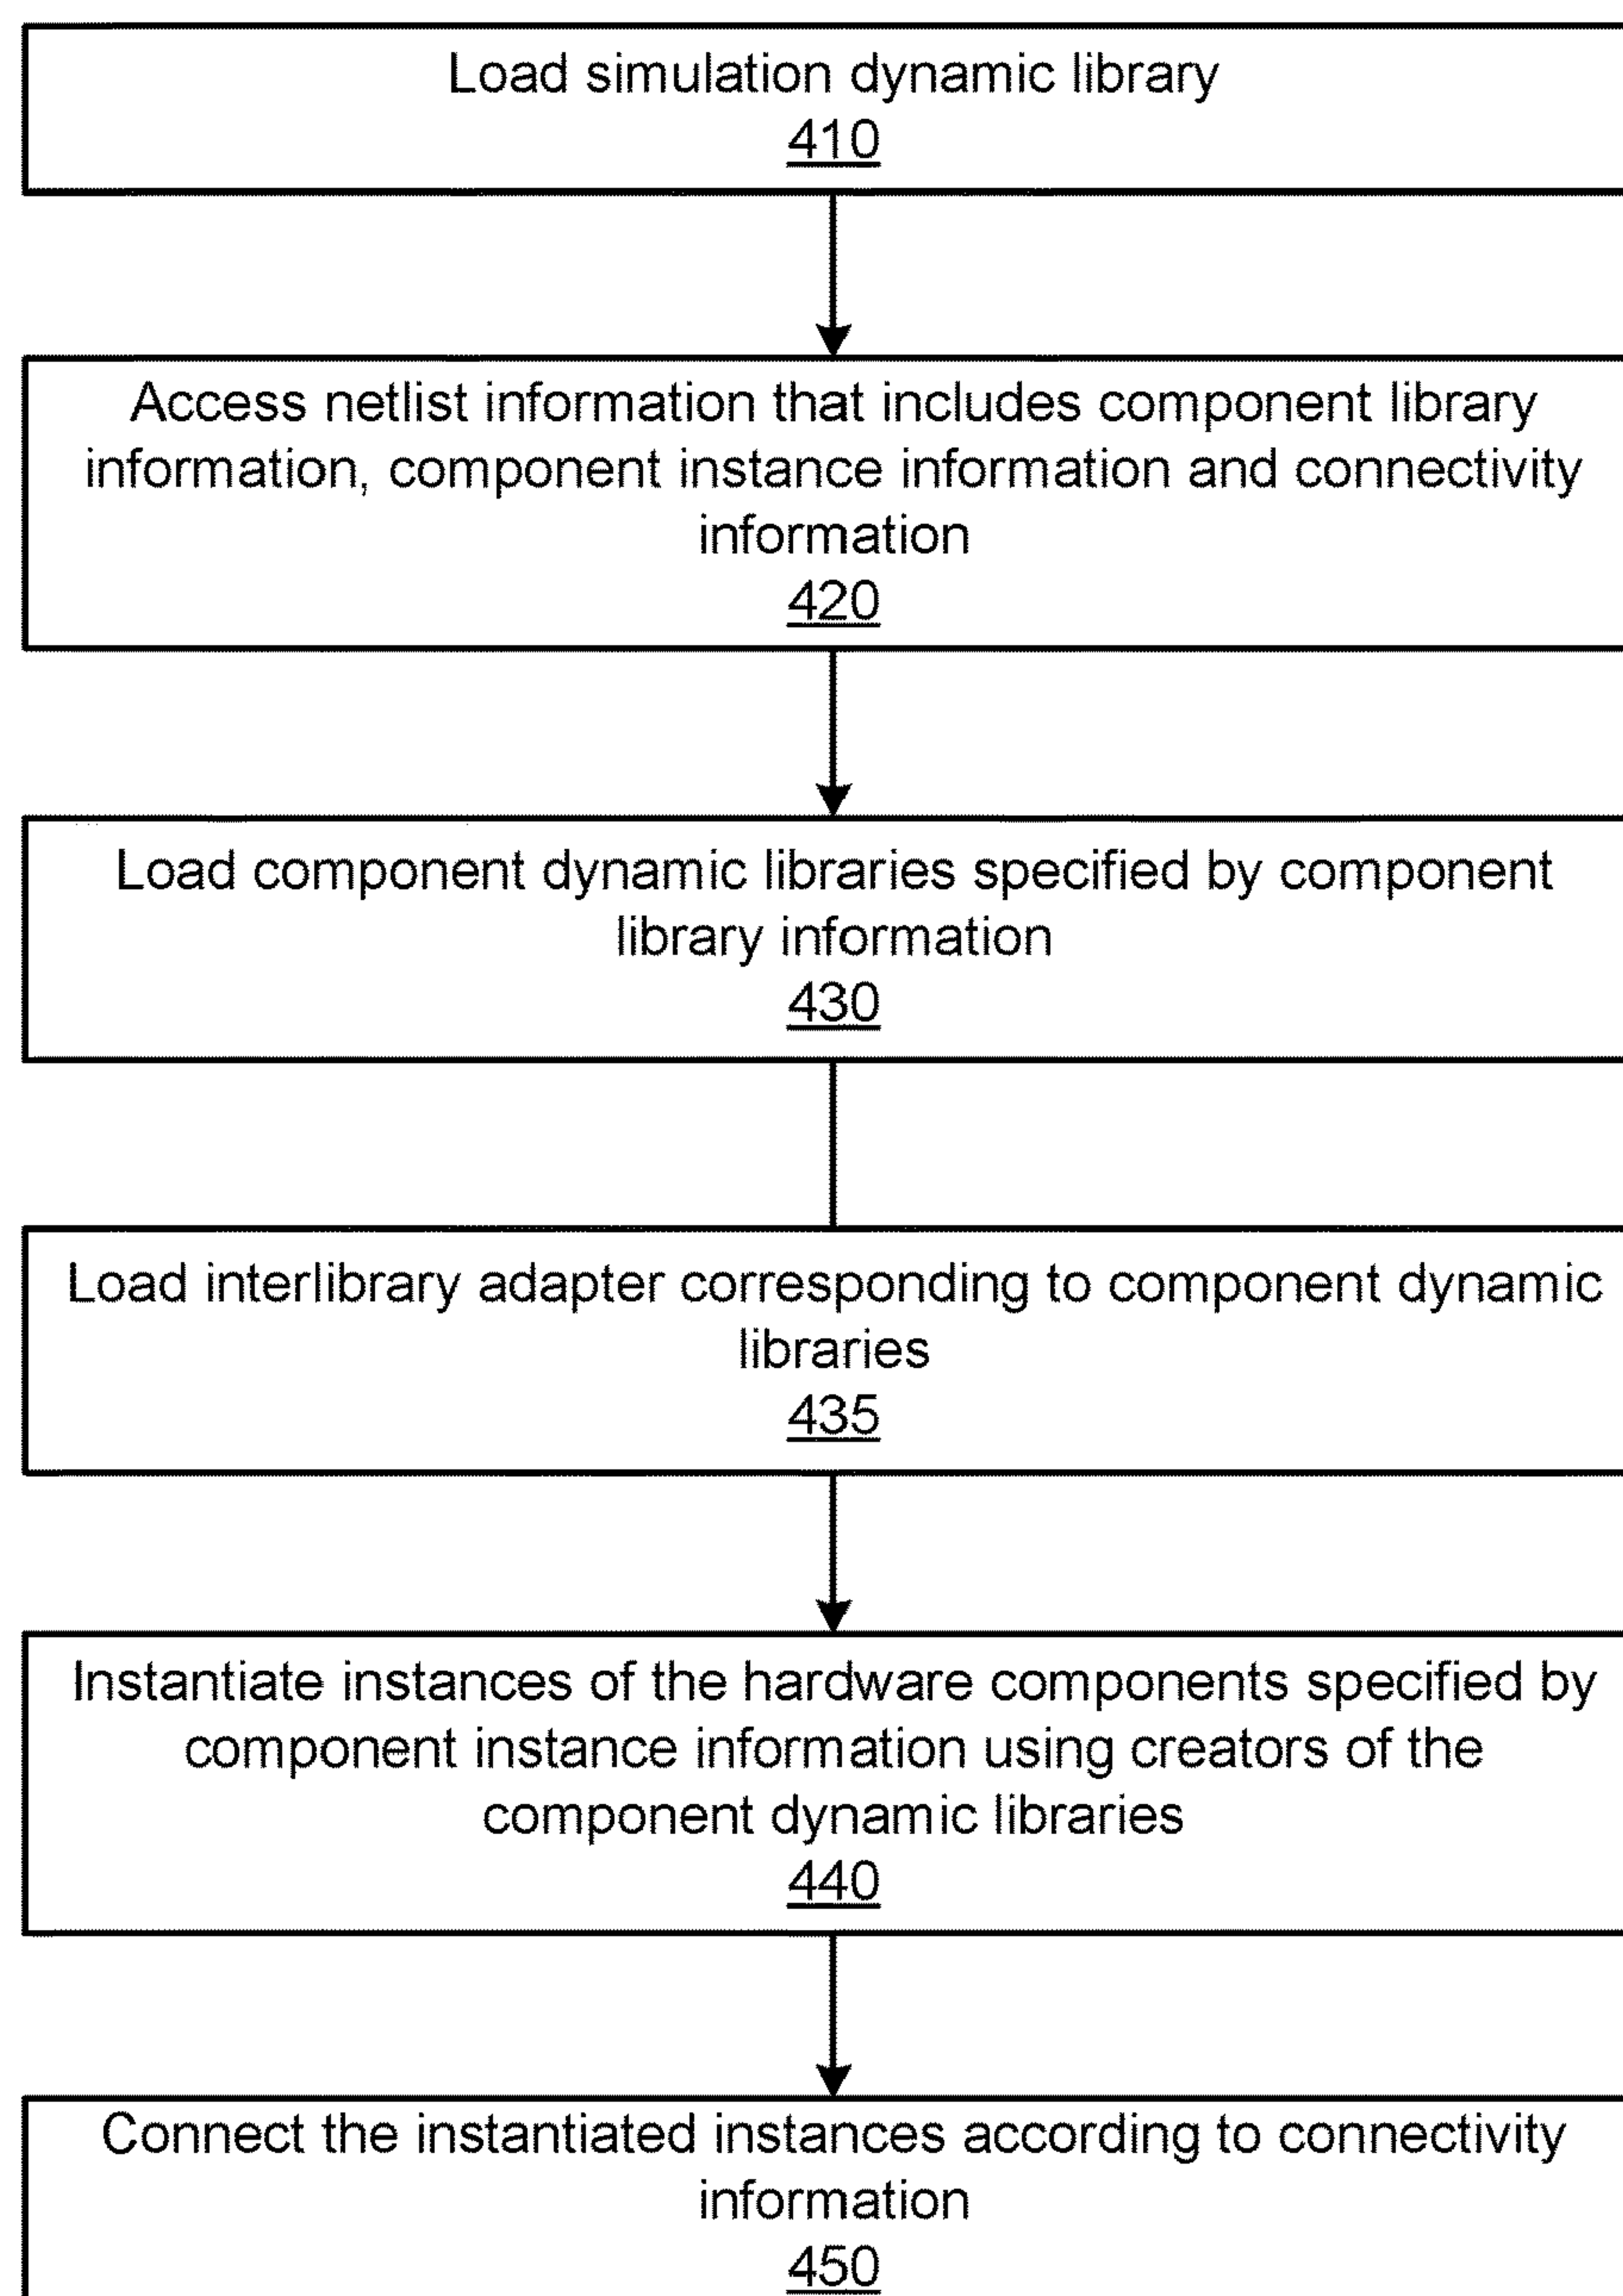 Load simulation dynamic library
410
Access netlist information that includes component library
information, component instance information and connectivity
information
420
Load component dynamic libraries specified by component
library information
430
Load interlibrary adapter corresponding to component dynamic
libraries
435
Instantiate instances of the hardware components specified by
component instance information using creators of the
component dynamic libraries
440
Connect the instantiated instances according to connectivity
information
450